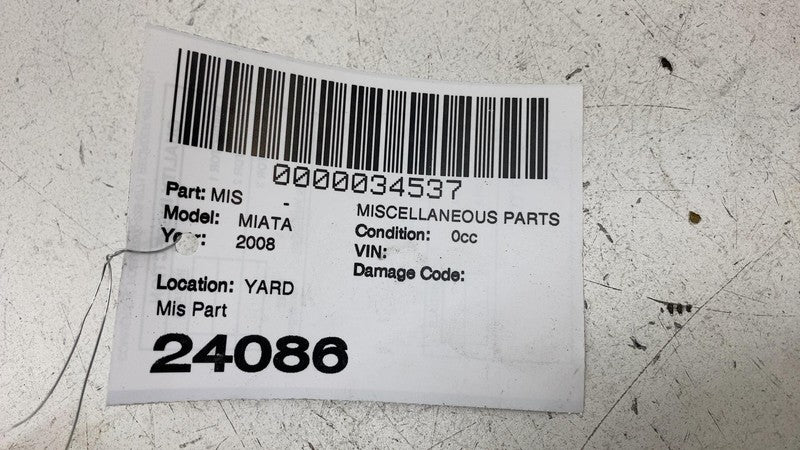 0000034537
Part: MIS - MISCELLANEOUS PARTS
Model: MIATA Condition: 0cc
Year: 2008 VIN:
Damage Code:
Location: YARD
Mis Part
24086